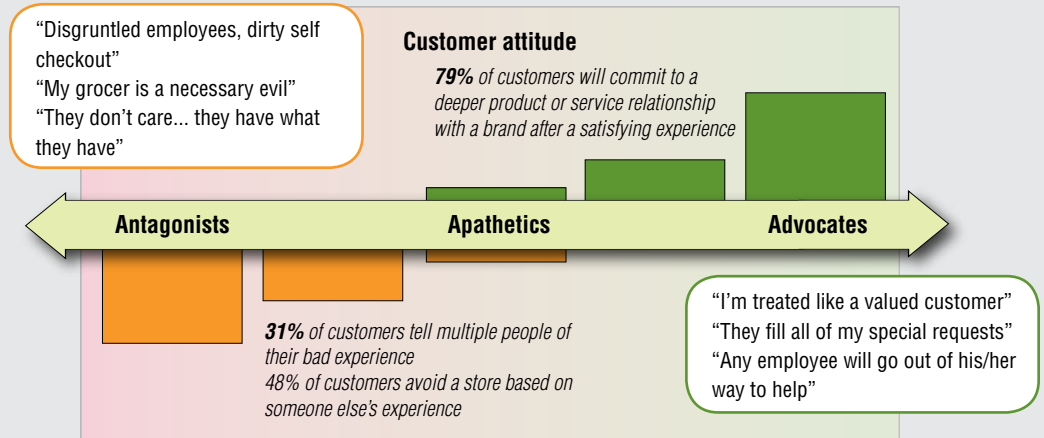 “Disgruntled employees, dirty self
checkout”
“My grocer is a necessary evil”
“They don’t care... they have what
they have”
Customer attitude
79% of customers will commit to a
deeper product or service relationship
with a brand after a satisfying experience
Antagonists
Apathetics
Advocates
31% of customers tell multiple people of
their bad experience
48% of customers avoid a store based on
someone else’s experience
“I’m treated like a valued customer”
“They fill all of my special requests”
“Any employee will go out of his/her
way to help”